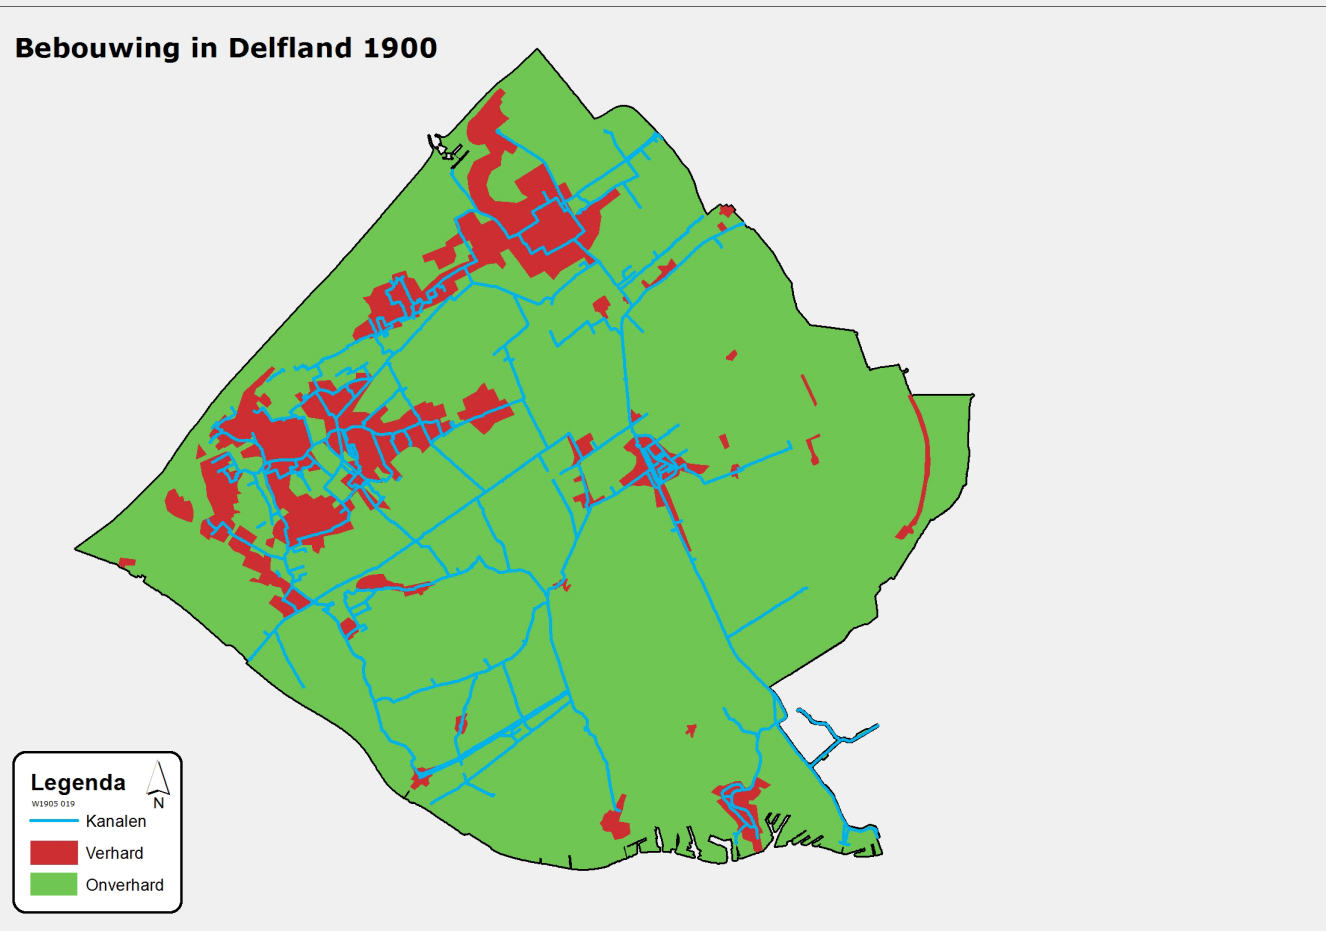 Bebouwing in Delfland 1900
Legenda
W1905 019
N
Kanalen
Verhard
Onverhard